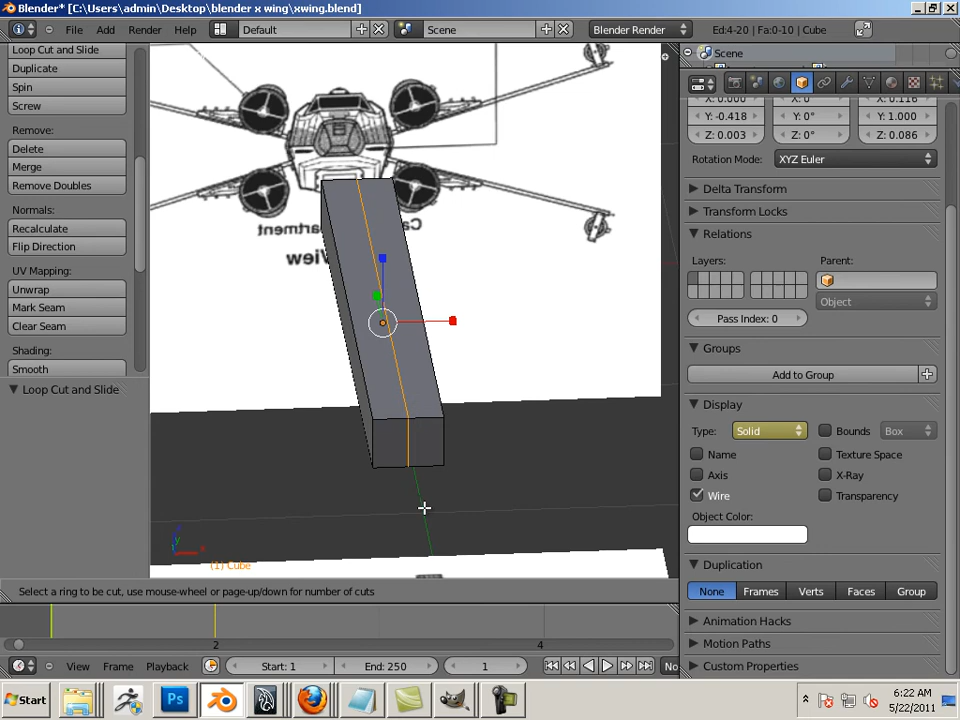 Blender* [C:\Users\admin\Desktop\blender x wing\xwing.blend]
File Add Render Help Default Scene Blender Render Ed:4-20 | Fa:0-10 | Cube
Loop Cut and Slide
Duplicate
Spin
Screw
Remove:
Delete
Merge
Remove Doubles
Normals:
Recalculate
Flip Direction
UV Mapping:
Unwrap
Mark Seam
Clear Seam
Shading:
Smooth
Loop Cut and Slide
(1) Cube
Select a ring to be cut, use mouse-wheel or page-up/down for number of cuts
Scene
X: 0.000 X: 0° X: 0.116
Y: -0.418 Y: 0° Y: 1.000
Z: 0.003 Z: 0° Z: 0.086
Rotation Mode: XYZ Euler
Delta Transform
Transform Locks
Relations
Layers: Parent:
Object
Pass Index: 0
Groups
Add to Group
Display
Type: Solid Bounds Box
Name Texture Space
Axis X-Ray
Wire Transparency
Object Color:
Duplication
None Frames Verts Faces Group
Animation Hacks
Motion Paths
Custom Properties
2 4
View Frame Playback Start: 1 End: 250 1 No
Start Ps 6:22 AM
5/22/2011